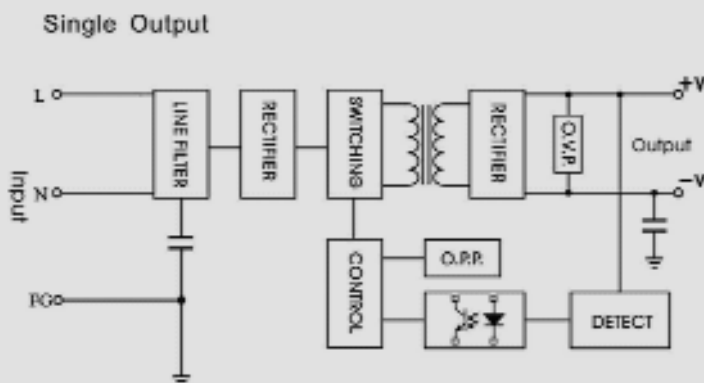 Single Output
L
+V
LINE FILTER
RECTIFIER
SWITCHING
RECTIFIER
O.V.P.
Output
Input
N
-V
CONTROL
O.P.P.
FG
DETECT